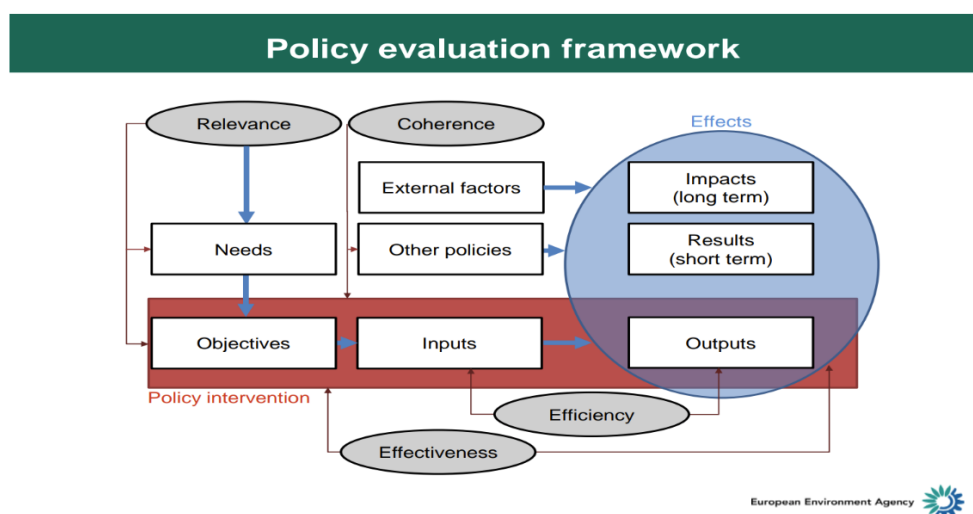 Policy evaluation framework
Relevance
Coherence
Effects
External factors
Impacts
(long term)
Needs
Other policies
Results
(short term)
Objectives
Inputs
Outputs
Policy intervention
Efficiency
Effectiveness
European Environment Agency